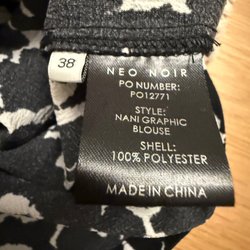 38
NEO NOIR
PO NUMBER:
PO12771
STYLE:
NANI GRAPHIC
BLOUSE
SHELL:
100% POLYESTER
MADE IN CHINA